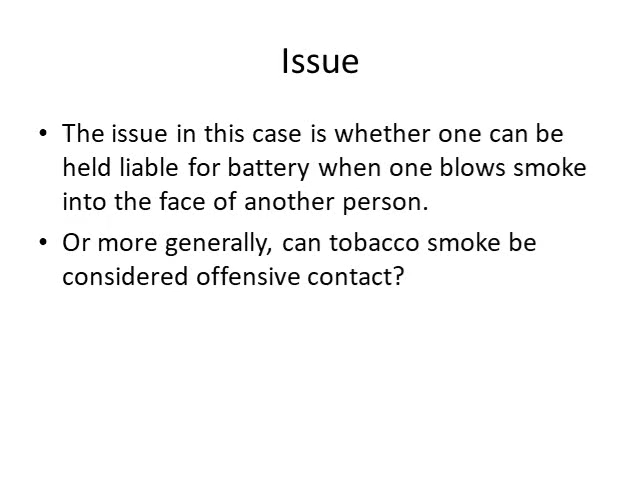 Issue
• The issue in this case is whether one can be
held liable for battery when one blows smoke
into the face of another person.
• Or more generally, can tobacco smoke be
considered offensive contact?